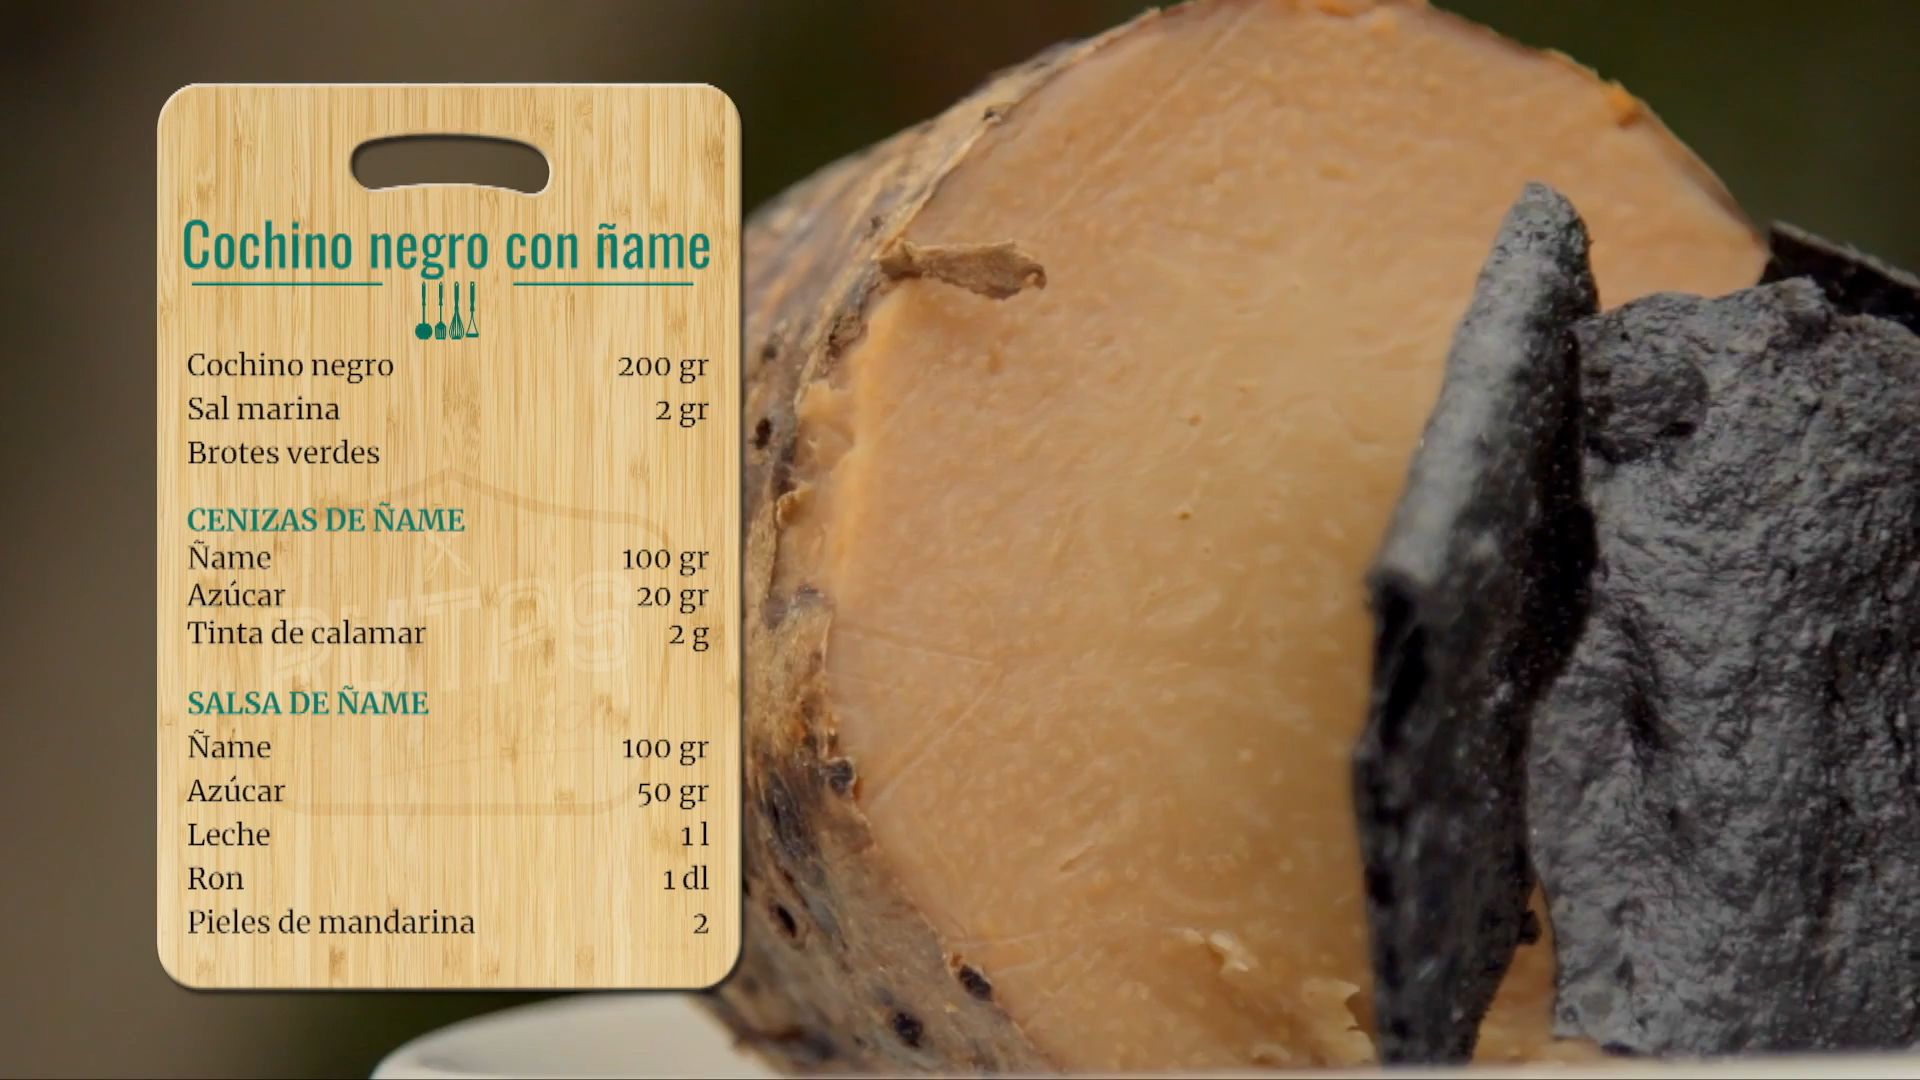 Cochino negro con ñame
Cochino negro 200 gr
Sal marina 2 gr
Brotes verdes
CENIZAS DE ÑAME
Ñame 100 gr
Azúcar 20 gr
Tinta de calamar 2 g
SALSA DE ÑAME
Ñame 100 gr
Azúcar 50 gr
Leche 1 l
Ron 1 dl
Pieles de mandarina 2
RUTAS